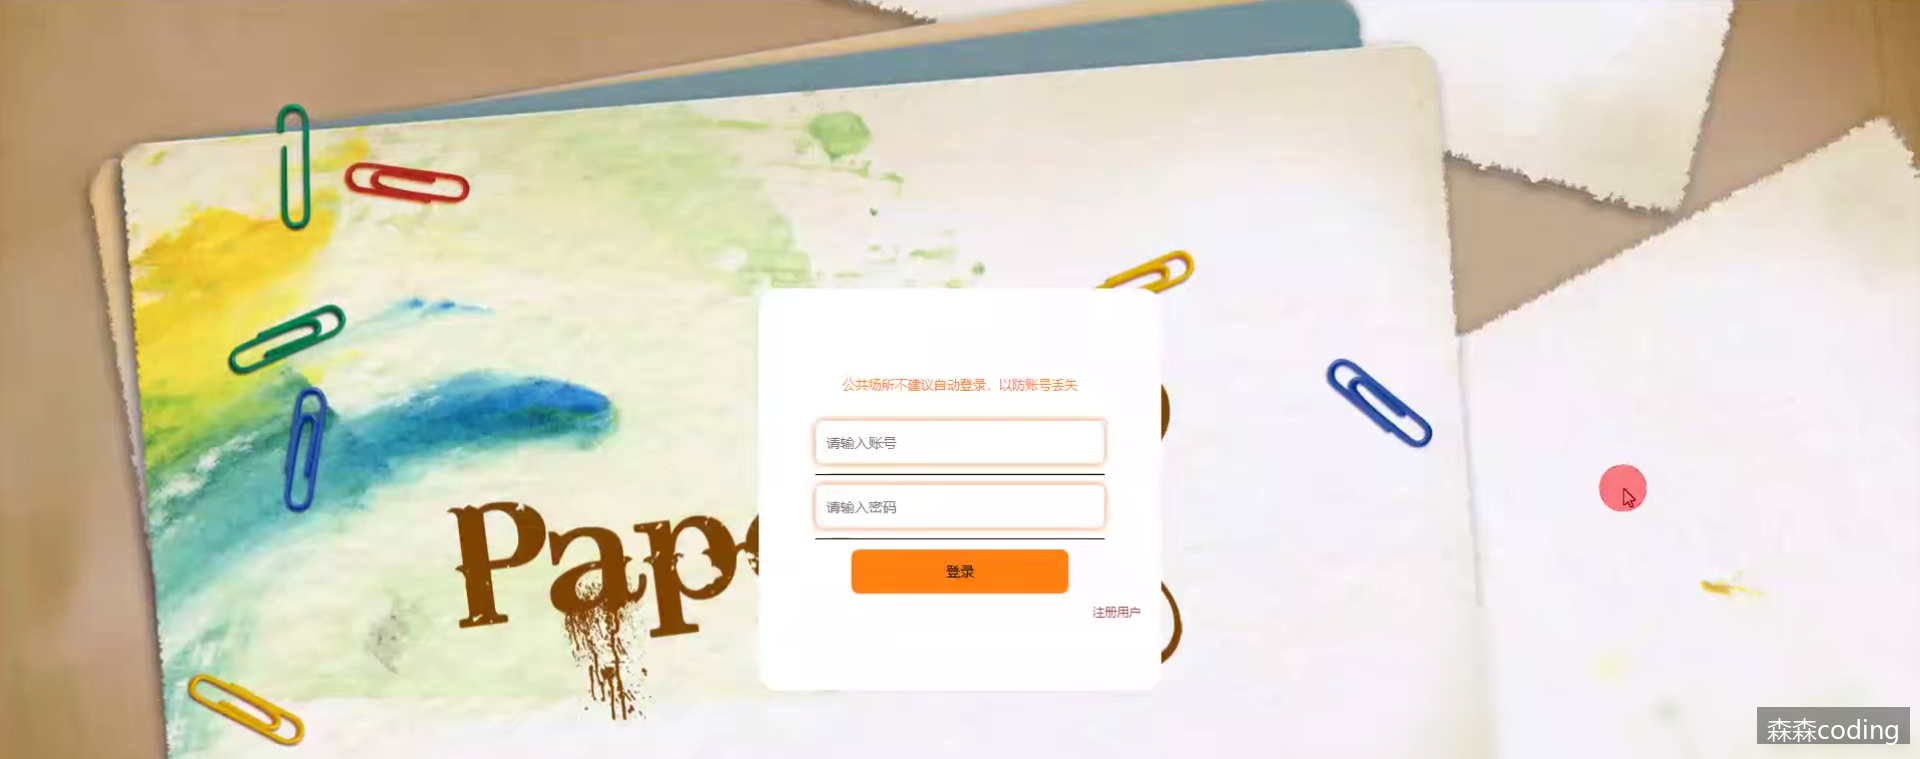 公共场所不建议自动登录，以防账号丢失
请输入账号
请输入密码
Pap
登录
注册用户
森森coding